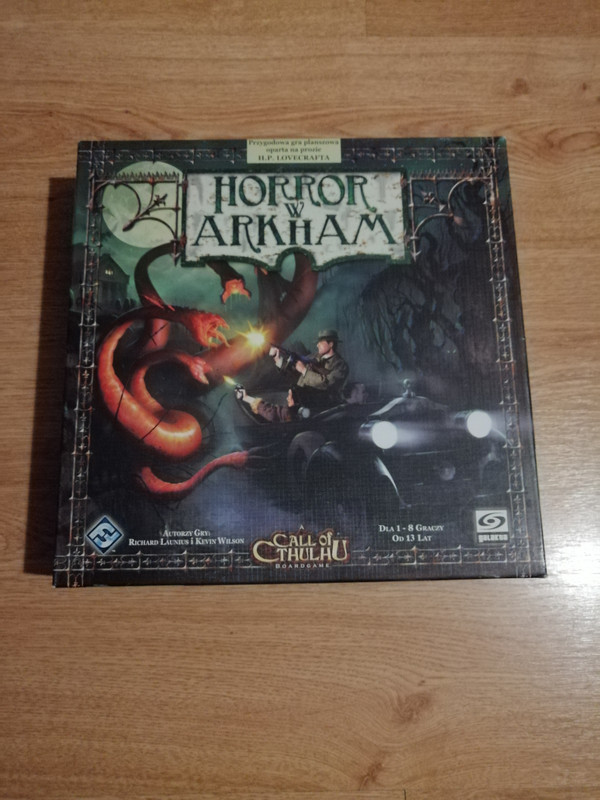 Przygodowa gra planszowa
oparta na prozie
H.P. Lovecrafta
HORROR
W
ARKHAM
Autorzy Gry:
Richard Launius i Kevin Wilson
A
CALL of
CTHULHU
BOARDGAME
Dla 1 - 8 Graczy
Od 13 Lat
GALAKTA